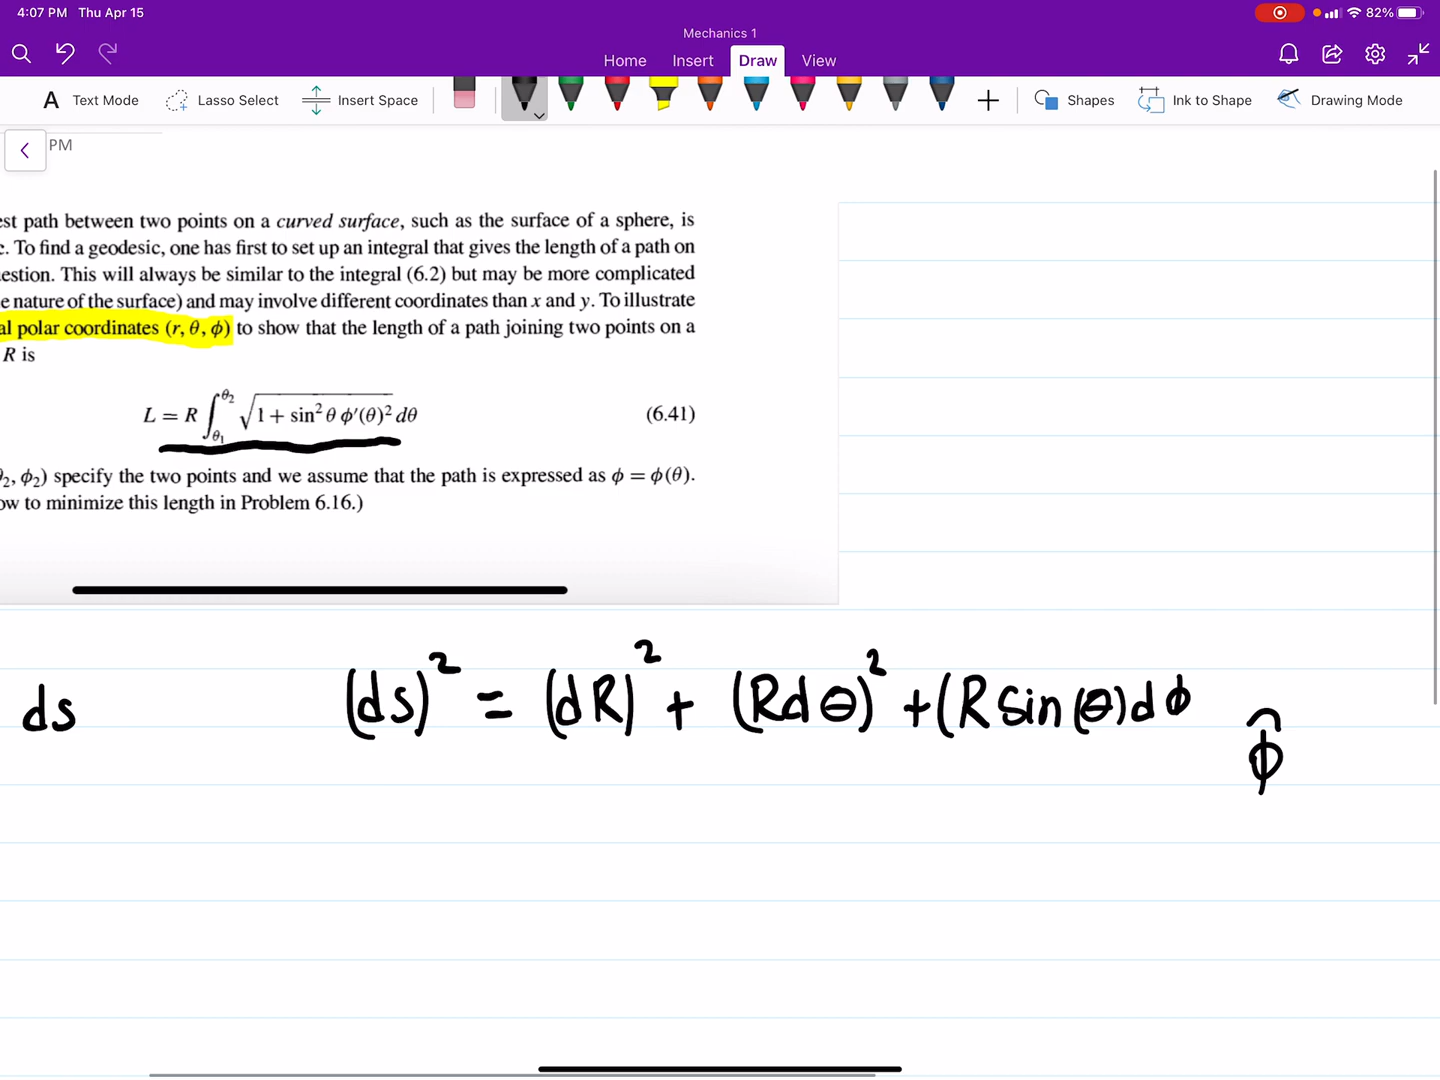 4:07 PM Thu Apr 15
82%
Mechanics 1
Home Insert Draw View
A Text Mode Lasso Select Insert Space Shapes Ink to Shape Drawing Mode
PM
est path between two points on a curved surface, such as the surface of a sphere, is
c. To find a geodesic, one has first to set up an integral that gives the length of a path on
estion. This will always be similar to the integral (6.2) but may be more complicated
e nature of the surface) and may involve different coordinates than x and y. To illustrate
al polar coordinates (r, θ, ϕ) to show that the length of a path joining two points on a
R is
L = R ∫_θ₁^θ₂ √(1 + sin² θ ϕ′(θ)²) dθ (6.41)
θ₂, ϕ₂) specify the two points and we assume that the path is expressed as ϕ = ϕ(θ).
ow to minimize this length in Problem 6.16.)
ds (ds)² = (dR)² + (Rdθ)² + (R sin(θ)dϕ
ϕ̂